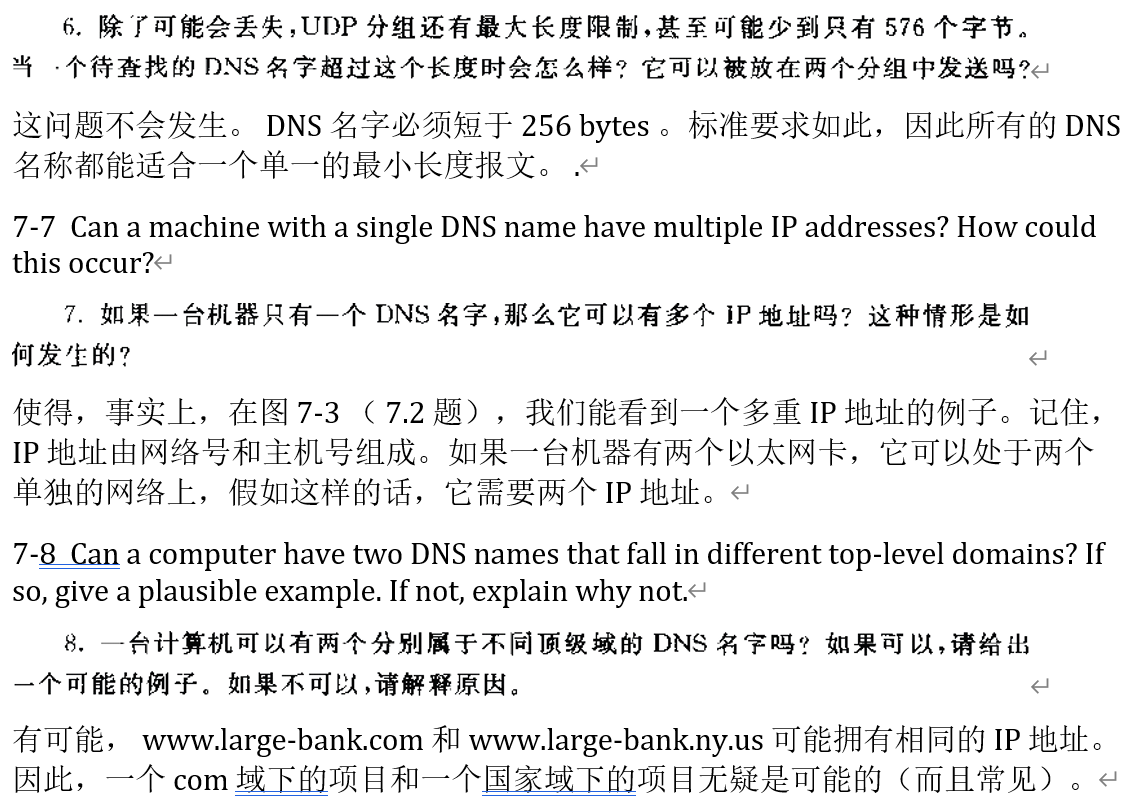 6. 除了可能会丢失,UDP 分组还有最大长度限制,甚至可能少到只有 576 个字节。
当一个待查找的 DNS 名字超过这个长度时会怎么样? 它可以被放在两个分组中发送吗?↵
这问题不会发生。 DNS 名字必须短于 256 bytes 。标准要求如此，因此所有的 DNS
名称都能适合一个单一的最小长度报文。 .↵
7-7 Can a machine with a single DNS name have multiple IP addresses? How could
this occur?↵
7. 如果一台机器只有一个 DNS 名字,那么它可以有多个 IP 地址吗? 这种情形是如
何发生的? ↵
使得，事实上，在图 7-3 （ 7.2 题），我们能看到一个多重 IP 地址的例子。记住，
IP 地址由网络号和主机号组成。如果一台机器有两个以太网卡，它可以处于两个
单独的网络上，假如这样的话，它需要两个 IP 地址。↵
7-8 Can a computer have two DNS names that fall in different top-level domains? If
so, give a plausible example. If not, explain why not.↵
8. 一台计算机可以有两个分别属于不同顶级域的 DNS 名字吗? 如果可以,请给出
一个可能的例子。如果不可以,请解释原因。 ↵
有可能， www.large-bank.com 和 www.large-bank.ny.us 可能拥有相同的 IP 地址。
因此，一个 com 域下的项目和一个国家域下的项目无疑是可能的（而且常见）。↵